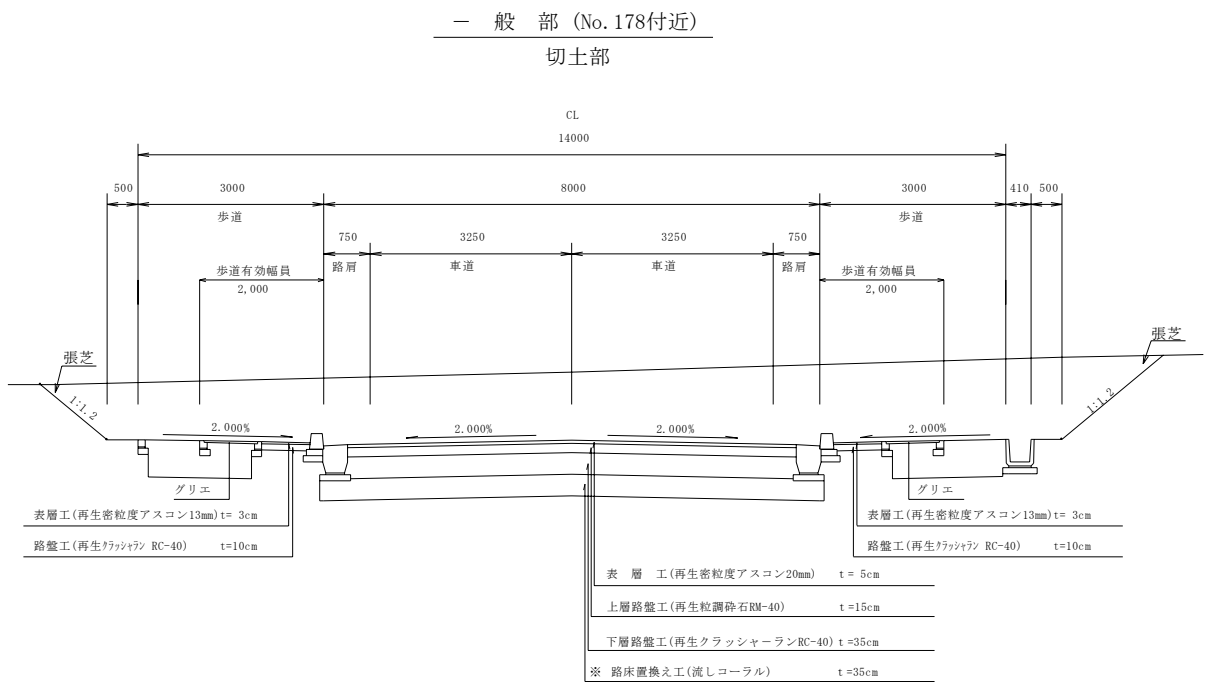 一 般 部 (No.178付近)
切土部
CL
14000
500 3000 8000 3000 410 500
歩道 歩道
750 3250 3250 750
路肩 車道 車道 路肩
歩道有効幅員 歩道有効幅員
2,000 2,000
張芝 張芝
1:1.2 1:1.2
2.000% 2.000% 2.000% 2.000%
グリエ グリエ
表層工(再生密粒度アスコン13mm)t= 3cm 表層工(再生密粒度アスコン13mm)t= 3cm
路盤工(再生クラッシャラン RC-40) t=10cm 路盤工(再生クラッシャラン RC-40) t=10cm
表 層 工(再生密粒度アスコン20mm) t = 5cm
上層路盤工(再生粒調砕石RM-40) t =15cm
下層路盤工(再生クラッシャーランRC-40) t =35cm
※ 路床置換え工(流しコーラル) t =35cm